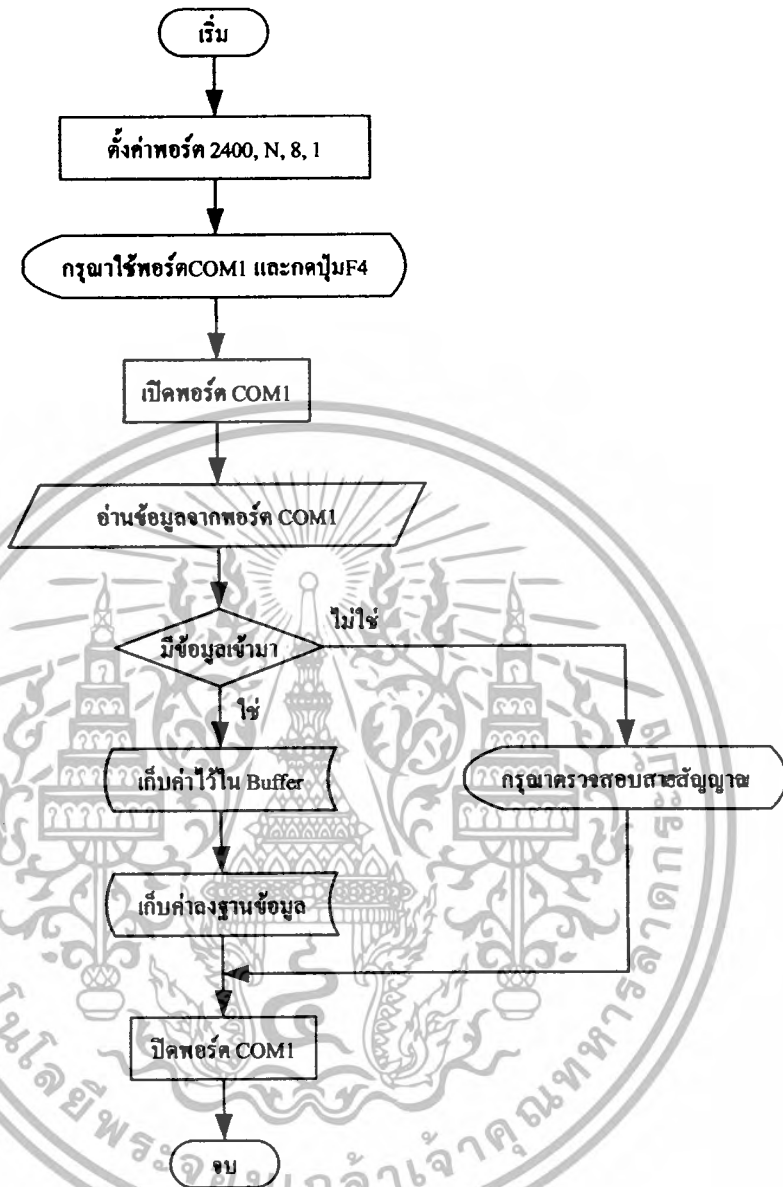 เริ่ม
ตั้งค่าพอร์ต 2400, N, 8, 1
กรุณาใช้พอร์ตCOM1 และกดปุ่มF4
เปิดพอร์ต COM1
อ่านข้อมูลจากพอร์ต COM1
มีข้อมูลเข้ามา
ไม่ใช่
ใช่
เก็บค่าไว้ใน Buffer
กรุณาตรวจสอบสายสัญญาณ
เก็บค่าลงฐานข้อมูล
ปิดพอร์ต COM1
จบ